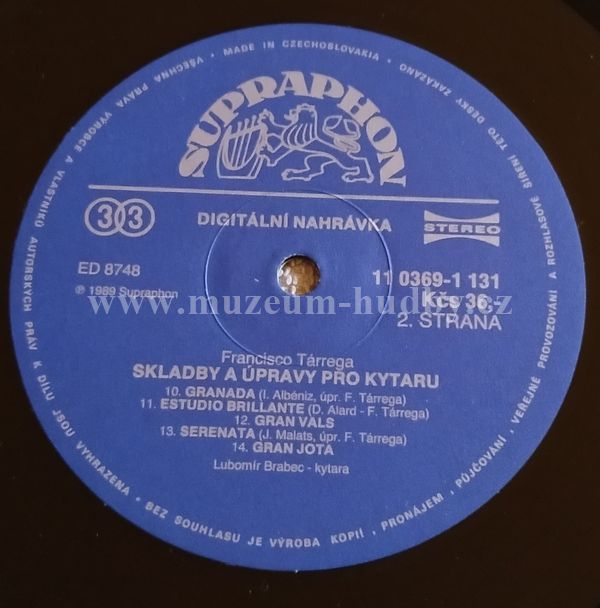 VŠECHNA PRÁVA VÝROBCE A VLASTNÍKŮ AUTORSKÝCH PRÁV K DÍLU JSOU VYHRAZENA • BEZ SOUHLASU JE VÝROBA KOPIÍ, PRONÁJEM, PŮJČOVÁNÍ, VEŘEJNÉ PROVOZOVÁNÍ A ROZHLASOVÉ ŠÍŘENÍ TÉTO DESKY ZAKÁZÁNO • MADE IN CZECHOSLOVAKIA •
SUPRAPHON
33
DIGITÁLNÍ NAHRÁVKA
STEREO
ED 8748
11 0369-1 131
℗ 1989 Supraphon
Kčs 36,-
www.muzeum-hudby.cz
2. STRANA
Francisco Tárrega
SKLADBY A ÚPRAVY PRO KYTARU
10. GRANADA (I. Albéniz, úpr. F. Tárrega)
11. ESTUDIO BRILLANTE (D. Alard - F. Tárrega)
12. GRAN VALS
13. SERENATA (J. Malats, úpr. F. Tárrega)
14. GRAN JOTA
Lubomír Brabec - kytara